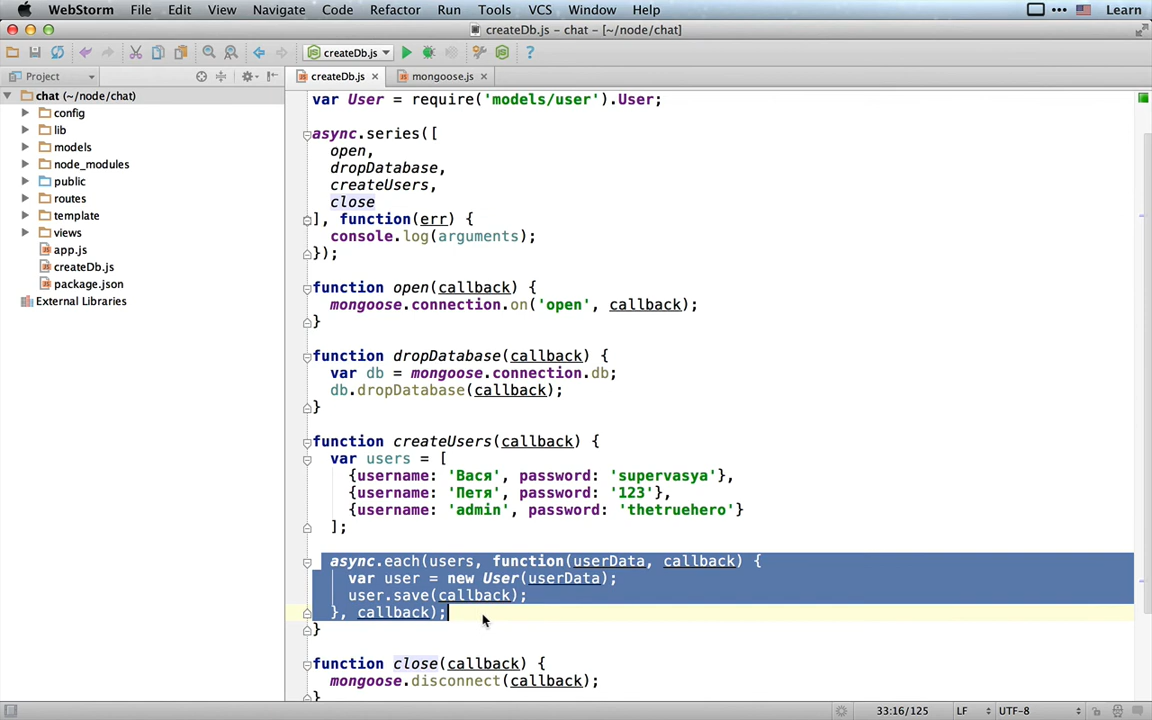 WebStorm File Edit View Navigate Code Refactor Run Tools VCS Window Help Learn
createDb.js – chat – [~/node/chat]
createDb.js
Project
createDb.js mongoose.js
chat (~/node/chat)
config
lib
models
node_modules
public
routes
template
views
app.js
createDb.js
package.json
External Libraries
var User = require('models/user').User;
async.series([
open,
dropDatabase,
createUsers,
close
], function(err) {
console.log(arguments);
});
function open(callback) {
mongoose.connection.on('open', callback);
}
function dropDatabase(callback) {
var db = mongoose.connection.db;
db.dropDatabase(callback);
}
function createUsers(callback) {
var users = [
{username: 'Вася', password: 'supervasya'},
{username: 'Петя', password: '123'},
{username: 'admin', password: 'thetruehero'}
];
async.each(users, function(userData, callback) {
var user = new User(userData);
user.save(callback);
}, callback);
}
function close(callback) {
mongoose.disconnect(callback);
}
33:16/125 LF UTF-8